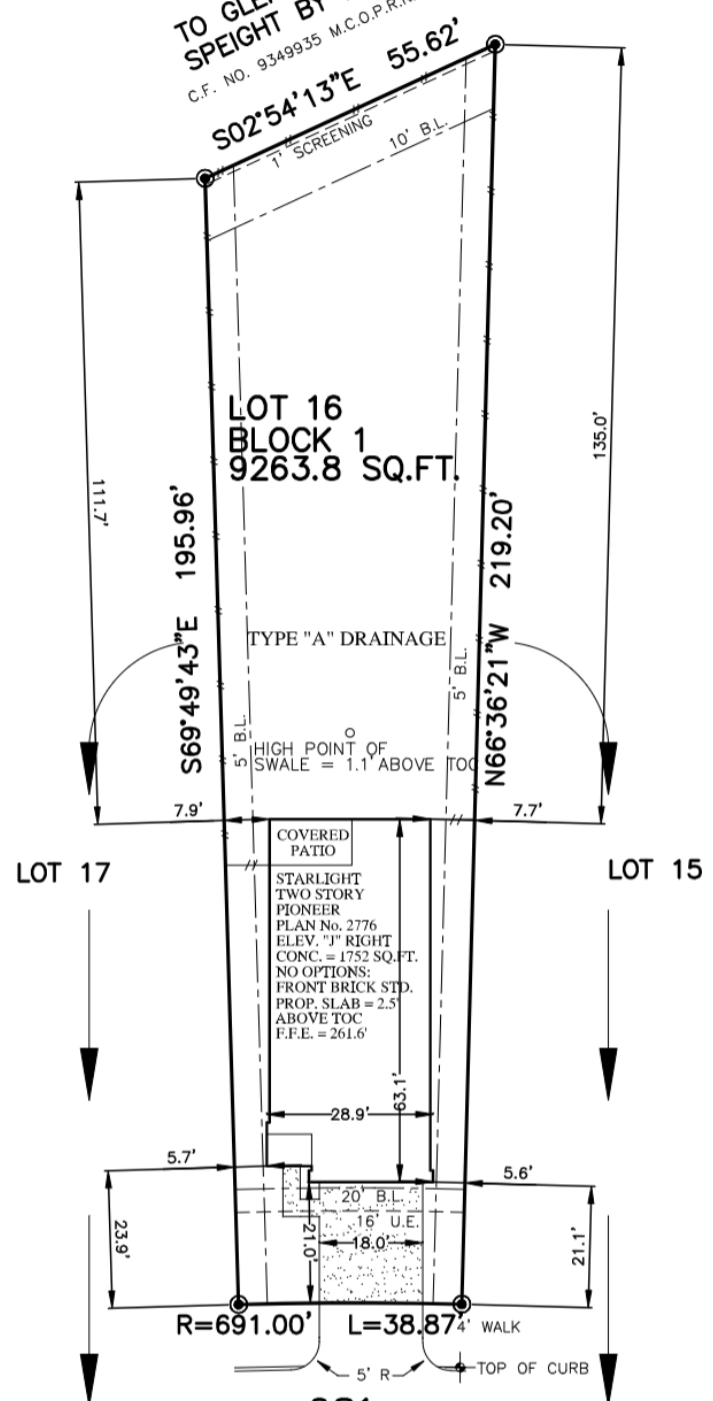 TO
SPEIGHT BY
C.F. NO. 9349935 M.C.O.P.R.
S02°54'13"E 55.62'
1' SCREENING
10' B.L.
LOT 16
BLOCK 1
9263.8 SQ.FT.
111.7'
135.0'
S69°49'43"E 195.96'
N66°36'21"W 219.20'
TYPE "A" DRAINAGE
5' B.L.
5' B.L.
HIGH POINT OF
SWALE = 1.1' ABOVE TOC
7.9'
7.7'
COVERED
PATIO
LOT 17
LOT 15
STARLIGHT
TWO STORY
PIONEER
PLAN No. 2776
ELEV. "J" RIGHT
CONC. = 1752 SQ.FT.
NO OPTIONS:
FRONT BRICK STD.
PROP. SLAB = 2.5'
ABOVE TOC
F.F.E. = 261.6'
63.1'
28.9'
5.7'
5.6'
20' B.L.
16' U.E.
18.0'
21.0'
23.9'
21.1'
R=691.00' L=38.87'
4' WALK
5' R
TOP OF CURB